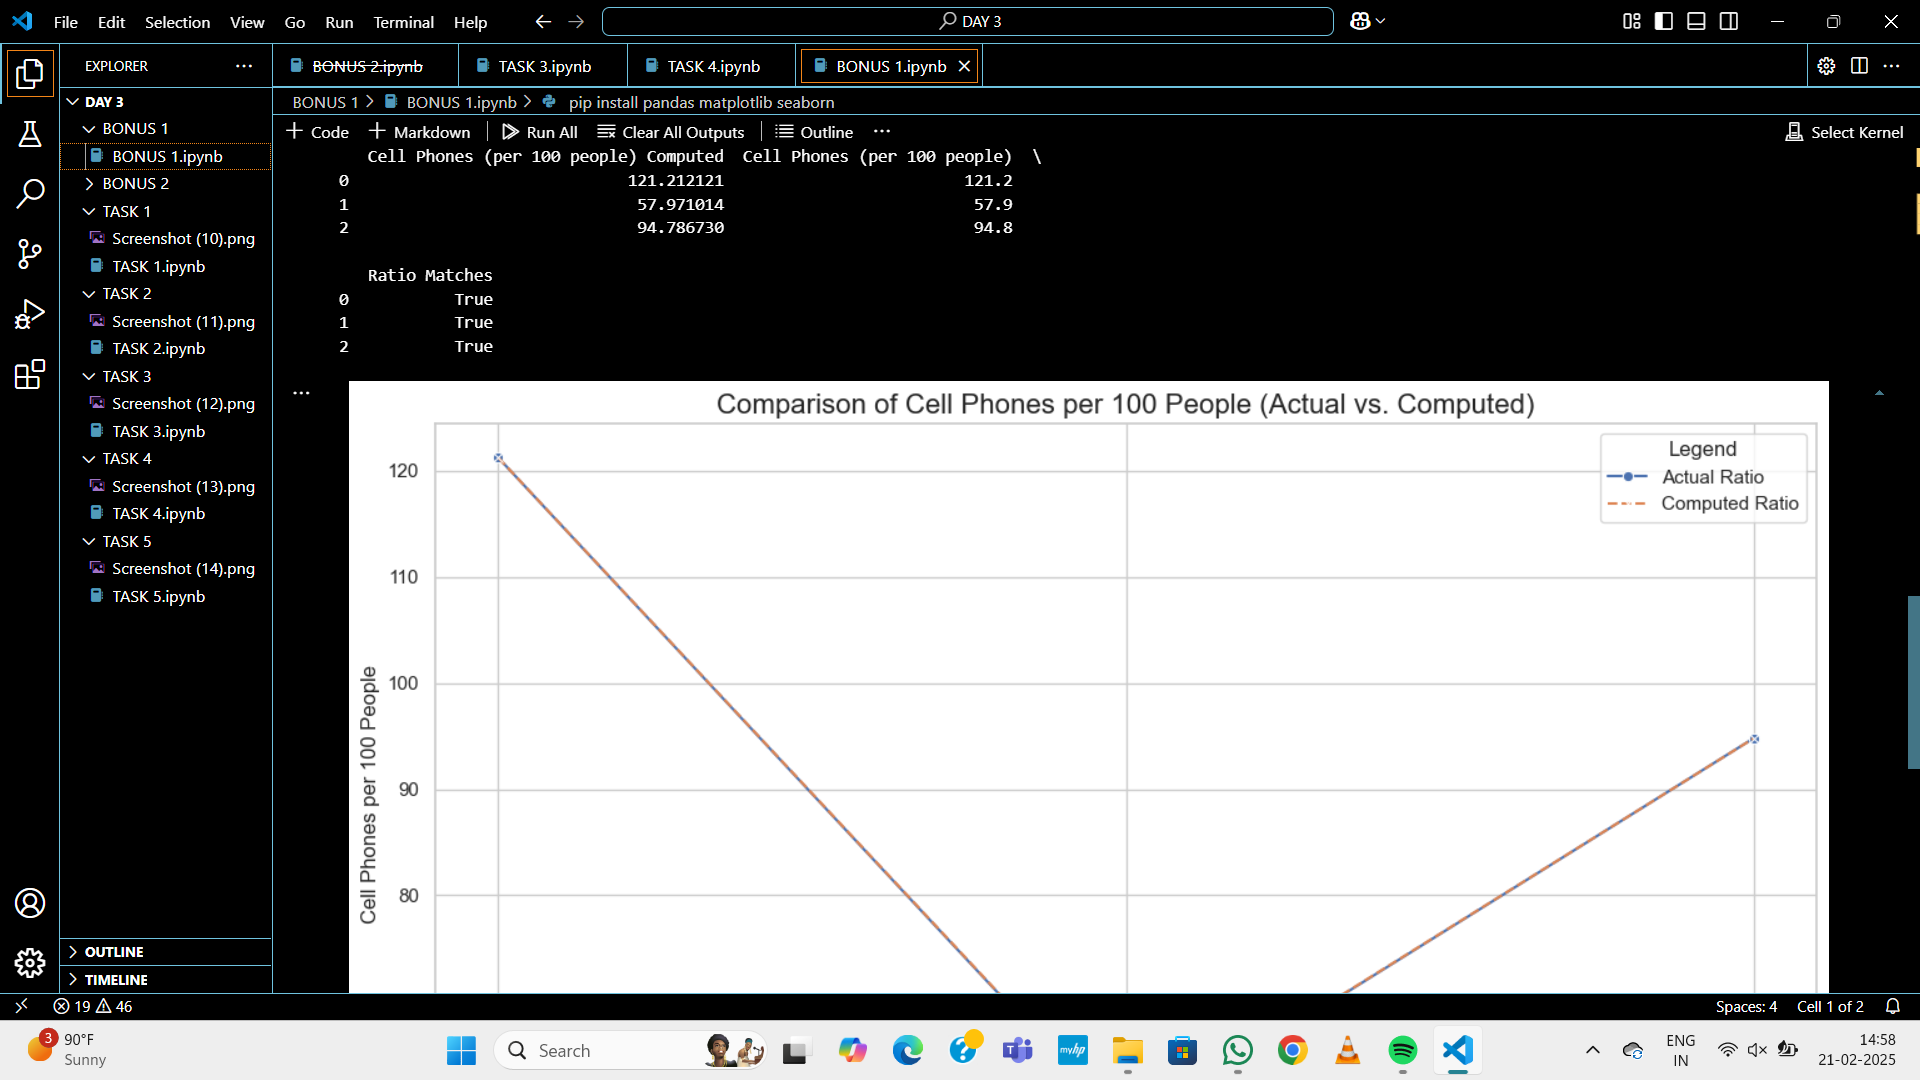 File Edit Selection View Go Run Terminal Help
DAY 3
EXPLORER
BONUS 2.ipynb
TASK 3.ipynb
TASK 4.ipynb
BONUS 1.ipynb
DAY 3
BONUS 1
BONUS 1.ipynb
BONUS 2
TASK 1
Screenshot (10).png
TASK 1.ipynb
TASK 2
Screenshot (11).png
TASK 2.ipynb
TASK 3
Screenshot (12).png
TASK 3.ipynb
TASK 4
Screenshot (13).png
TASK 4.ipynb
TASK 5
Screenshot (14).png
TASK 5.ipynb
OUTLINE
TIMELINE
BONUS 1 > BONUS 1.ipynb > pip install pandas matplotlib seaborn
+ Code + Markdown Run All Clear All Outputs Outline ...
Select Kernel
Cell Phones (per 100 people) Computed Cell Phones (per 100 people) \
0 121.212121 121.2
1 57.971014 57.9
2 94.786730 94.8
Ratio Matches
0 True
1 True
2 True
...
Comparison of Cell Phones per 100 People (Actual vs. Computed)
Legend
Actual Ratio
Computed Ratio
120
110
100
90
80
Cell Phones per 100 People
19 46
Spaces: 4 Cell 1 of 2
3
90°F
Sunny
Search
myhp
ENG
IN
14:58
21-02-2025